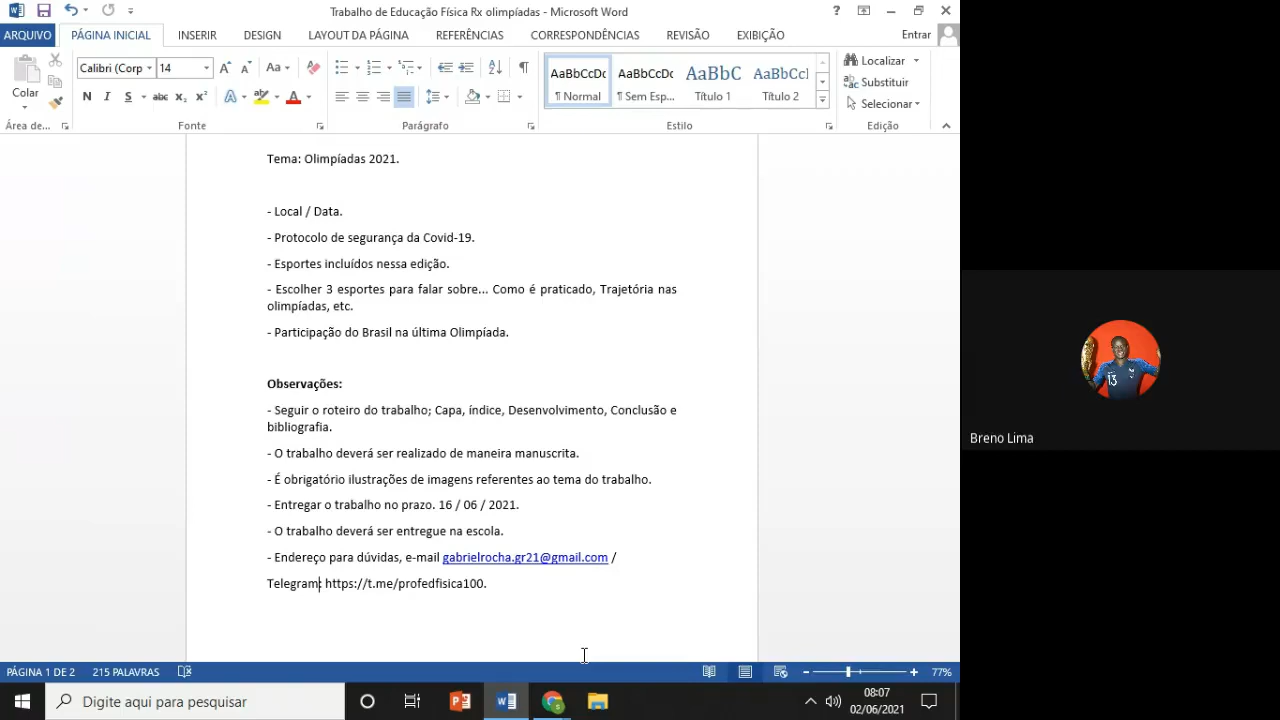 Trabalho de Educação Física Rx olimpíadas - Microsoft Word
ARQUIVO PÁGINA INICIAL INSERIR DESIGN LAYOUT DA PÁGINA REFERÊNCIAS CORRESPONDÊNCIAS REVISÃO EXIBIÇÃO Entrar
Calibri (Corp 14 Aa
Colar
N I S abc x₂ x² A ab A
AaBbCcDc AaBbCcDc AaBbC AaBbCcI
¶ Normal ¶ Sem Esp... Título 1 Título 2
Localizar
Substituir
Selecionar
Área de... Fonte Parágrafo Estilo Edição
Tema: Olimpíadas 2021.
- Local / Data.
- Protocolo de segurança da Covid-19.
- Esportes incluídos nessa edição.
- Escolher 3 esportes para falar sobre... Como é praticado, Trajetória nas
olimpíadas, etc.
- Participação do Brasil na última Olimpíada.
Observações:
- Seguir o roteiro do trabalho; Capa, índice, Desenvolvimento, Conclusão e
bibliografia.
- O trabalho deverá ser realizado de maneira manuscrita.
- É obrigatório ilustrações de imagens referentes ao tema do trabalho.
- Entregar o trabalho no prazo. 16 / 06 / 2021.
- O trabalho deverá ser entregue na escola.
- Endereço para dúvidas, e-mail gabrielrocha.gr21@gmail.com /
Telegram: https://t.me/profedfisica100.
13
Breno Lima
PÁGINA 1 DE 2 215 PALAVRAS 77%
Digite aqui para pesquisar
08:07
02/06/2021